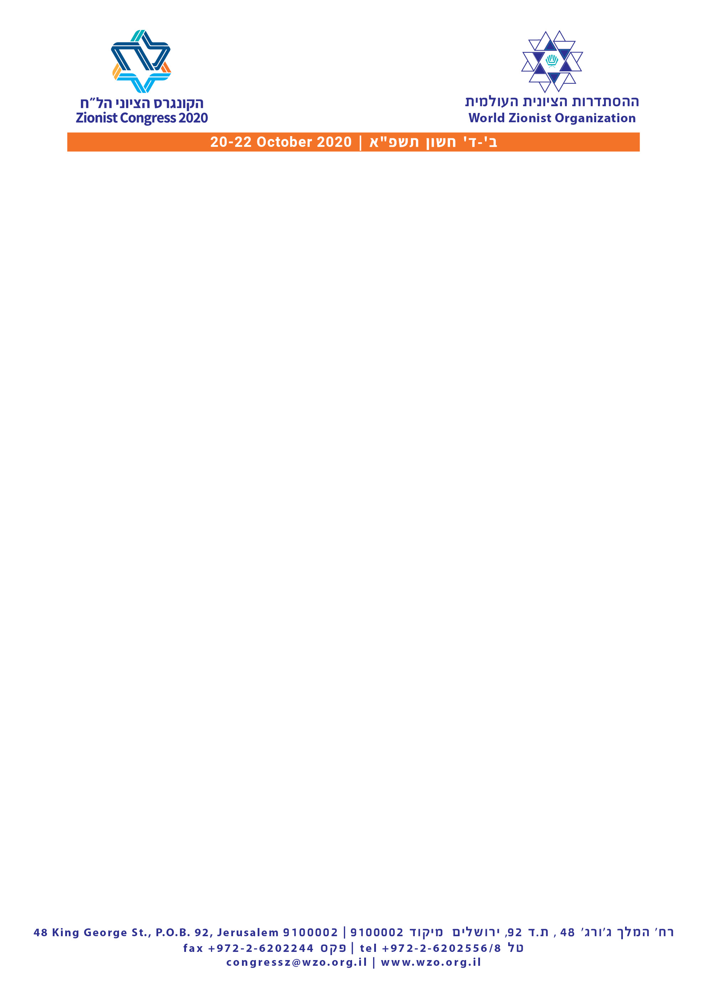 הקונגרס הציוני הל״ח
Zionist Congress 2020
ההסתדרות הציונית העולמית
World Zionist Organization
20-22 October 2020 | ב'-ד' חשון תשפ"א
48 King George St., P.O.B. 92, Jerusalem 9100002 | רח׳ המלך ג׳ורג׳ 48 , ת.ד 92, ירושלים מיקוד 9100002
fax +972-2-6202244 פקס | tel +972-2-6202556/8 טל
congressz@wzo.org.il | www.wzo.org.il